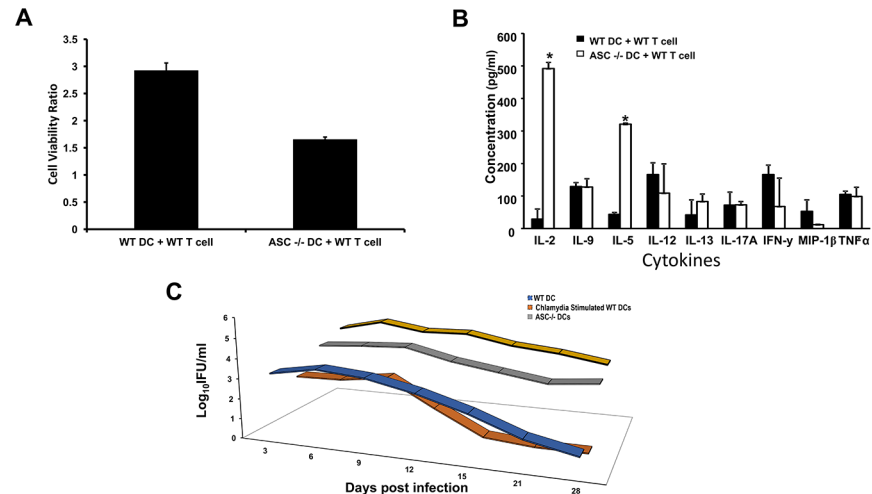 A
3.5
3
2.5
2
1.5
1
0.5
0
Cell Viability Ratio
WT DC + WT T cell
ASC -/- DC + WT T cell
B
WT DC + WT T cell
ASC -/- DC + WT T cell
600
500
400
300
200
100
0
Concentration (pg/ml)
*
*
IL-2 IL-9 IL-5 IL-12 IL-13 IL-17A IFN-y MIP-1β TNFα
Cytokines
C
WT DC
Chlamydia Stimulated WT DCs
ASC-/- DCs
6
5
4
3
2
1
0
Log10IFU/ml
3 6 9 12 15 21 28
Days post infection